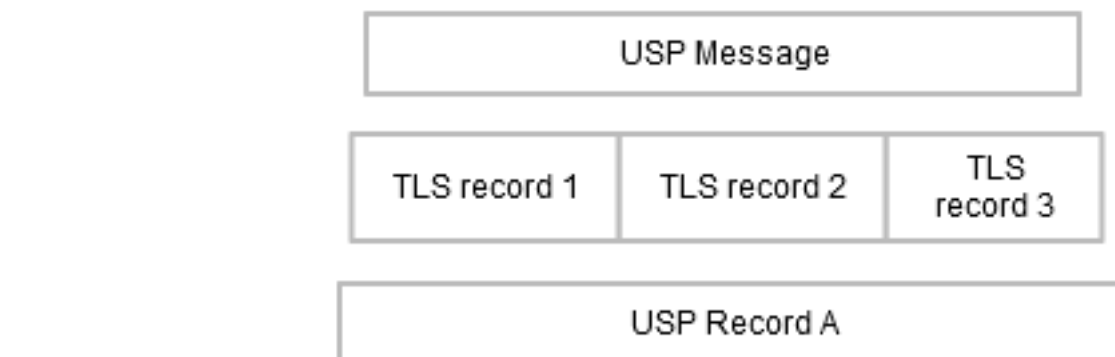 USP Message
TLS record 1
TLS record 2
TLS
record 3
USP Record A